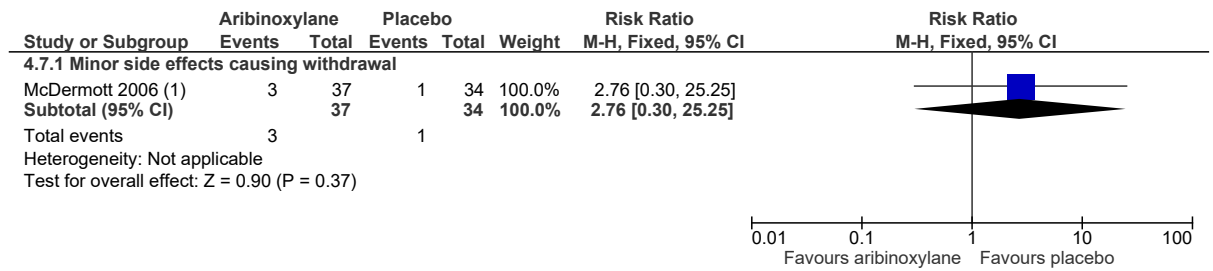 Aribinoxylane Placebo Risk Ratio Risk Ratio
Study or Subgroup Events Total Events Total Weight M-H, Fixed, 95% CI M-H, Fixed, 95% CI
4.7.1 Minor side effects causing withdrawal
McDermott 2006 (1) 3 37 1 34 100.0% 2.76 [0.30, 25.25]
Subtotal (95% CI) 37 34 100.0% 2.76 [0.30, 25.25]
Total events 3 1
Heterogeneity: Not applicable
Test for overall effect: Z = 0.90 (P = 0.37)
0.01 0.1 1 10 100
Favours aribinoxylane Favours placebo